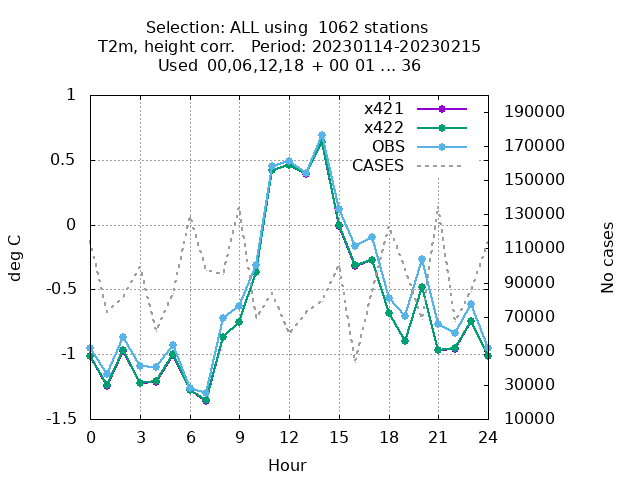 Selection: ALL using  1062 stations
T2m, height corr.   Period: 20230114-20230215
Used 00,06,12,18 + 00 01 ... 36
x421
x422
OBS
CASES
1
0.5
0
-0.5
-1
-1.5
190000
170000
150000
130000
110000
90000
70000
50000
30000
10000
deg C
No cases
0 3 6 9 12 15 18 21 24
Hour